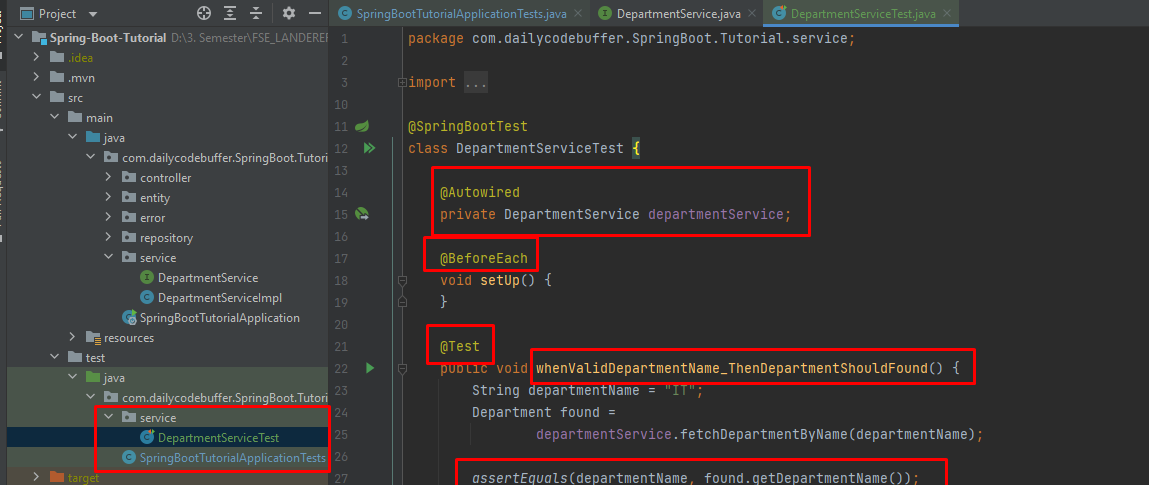 Project
Spring-Boot-Tutorial D:\3. Semester\FSE_LANDERER
.idea
.mvn
src
main
java
com.dailycodebuffer.SpringBoot.Tutoria
controller
entity
error
repository
service
DepartmentService
DepartmentServiceImpl
SpringBootTutorialApplication
resources
test
java
com.dailycodebuffer.SpringBoot.Tutoria
service
DepartmentServiceTest
SpringBootTutorialApplicationTests
target
SpringBootTutorialApplicationTests.java
DepartmentService.java
DepartmentServiceTest.java
1 package com.dailycodebuffer.SpringBoot.Tutorial.service;
2
3 import ...
10
11 @SpringBootTest
12 class DepartmentServiceTest {
13
14 @Autowired
15 private DepartmentService departmentService;
16
17 @BeforeEach
18 void setUp() {
19 }
20
21 @Test
22 public void whenValidDepartmentName_ThenDepartmentShouldFound() {
23 String departmentName = "IT";
24 Department found =
25 departmentService.fetchDepartmentByName(departmentName);
26
27 assertEquals(departmentName, found.getDepartmentName());